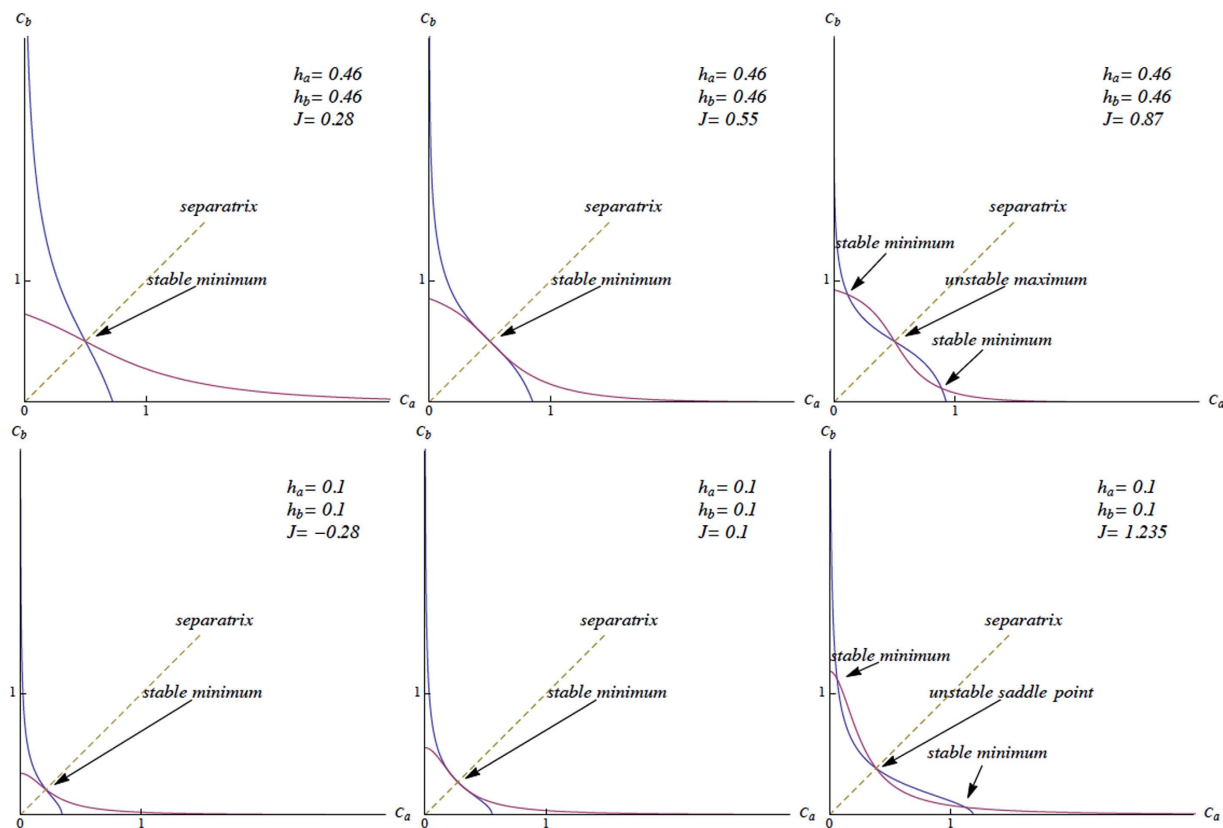 C_b
h_a= 0.46
h_b= 0.46
J= 0.28
separatrix
stable minimum
1
0
1
C_a
C_b
h_a= 0.46
h_b= 0.46
J= 0.55
separatrix
stable minimum
1
0
1
C_a
C_b
h_a= 0.46
h_b= 0.46
J= 0.87
separatrix
stable minimum
1
unstable maximum
stable minimum
0
1
C_a
C_b
h_a= 0.1
h_b= 0.1
J= −0.28
separatrix
1
stable minimum
0
1
C_a
C_b
h_a= 0.1
h_b= 0.1
J= 0.1
separatrix
1
stable minimum
0
1
C_a
C_b
h_a= 0.1
h_b= 0.1
J= 1.235
separatrix
stable minimum
1
unstable saddle point
stable minimum
0
1
C_a